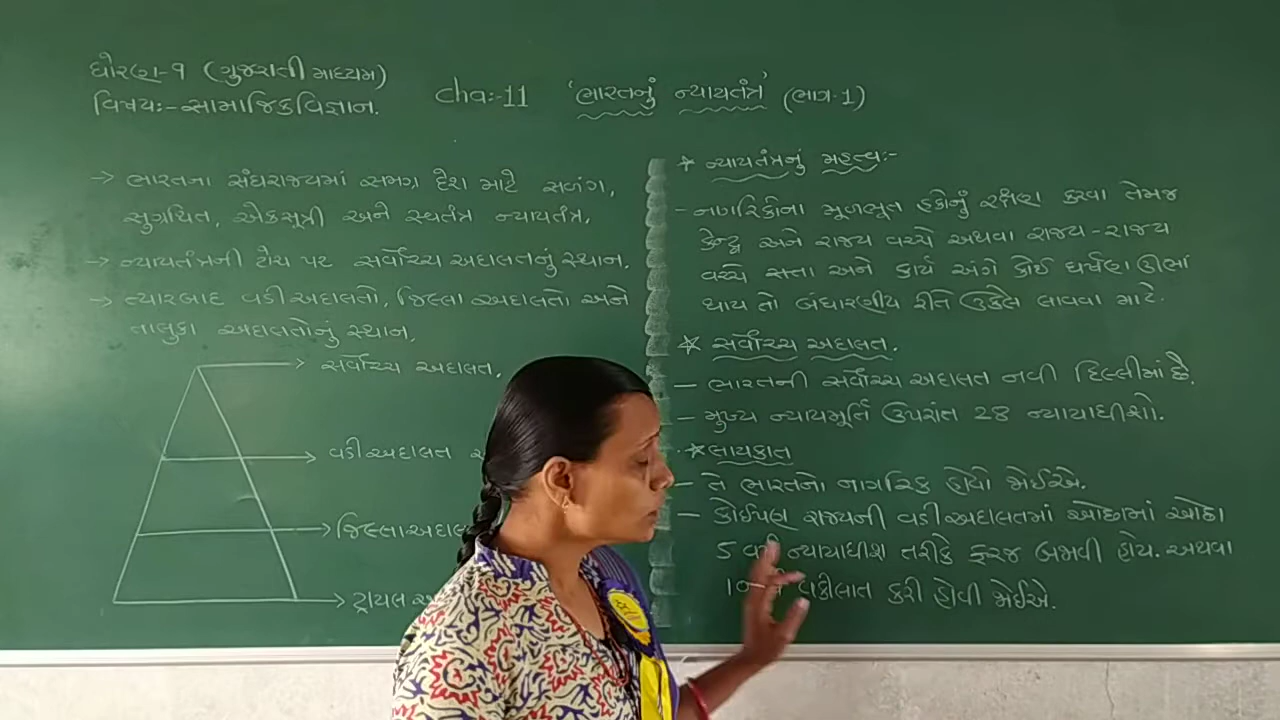 ધોરણ-૧ (ગુજરાતી માધ્યમ)
વિષય:-સામાજિકવિજ્ઞાન.
cha:-11 'ભારતનું ન્યાયતંત્ર' (ભાગ-1)
→ ભારતના સંઘરાજ્યમાં સમગ્ર દેશ માટે સળંગ,
સુગ્રથિત, એકસૂત્રી અને સ્વતંત્ર ન્યાયતંત્ર.
→ ન્યાયતંત્રની ટોચ પર સર્વોચ્ચ અદાલતનું સ્થાન.
→ ત્યારબાદ વડીઅદાલતો, જિલ્લા અદાલતો અને
તાલુકા અદાલતોનું સ્થાન.
સર્વોચ્ચ અદાલત.
વડીઅદાલત
જિલ્લાઅદાલ
ટ્રાયલ
* ન્યાયતંત્રનું મહત્વ:-
- નાગરિકોના મૂળભૂત હકોનું રક્ષણ કરવા તેમજ
કેન્દ્ર અને રાજ્ય વચ્ચે અથવા રાજ્ય-રાજ્ય
વચ્ચે સત્તા અને કાર્ય અંગે કોઈ ઘર્ષણ ઊભાં
થાય તો બંધારણીય રીતે ઉકેલ લાવવા માટે.
* સર્વોચ્ચ અદાલત.
- ભારતની સર્વોચ્ચ અદાલત નવી દિલ્લીમાં છે.
- મુખ્ય ન્યાયમૂર્તિ ઉપરાંત 28 ન્યાયાધીશો.
* લાયકાત
- તે ભારતનો નાગરિક હોવો જોઈએ.
- કોઈપણ રાજ્યની વડીઅદાલતમાં ઓછામાં ઓછા
5 ન્યાયાધીશ તરીકે ફરજ બજાવી હોય. અથવા
10 વકીલાત કરી હોવી જોઈએ.